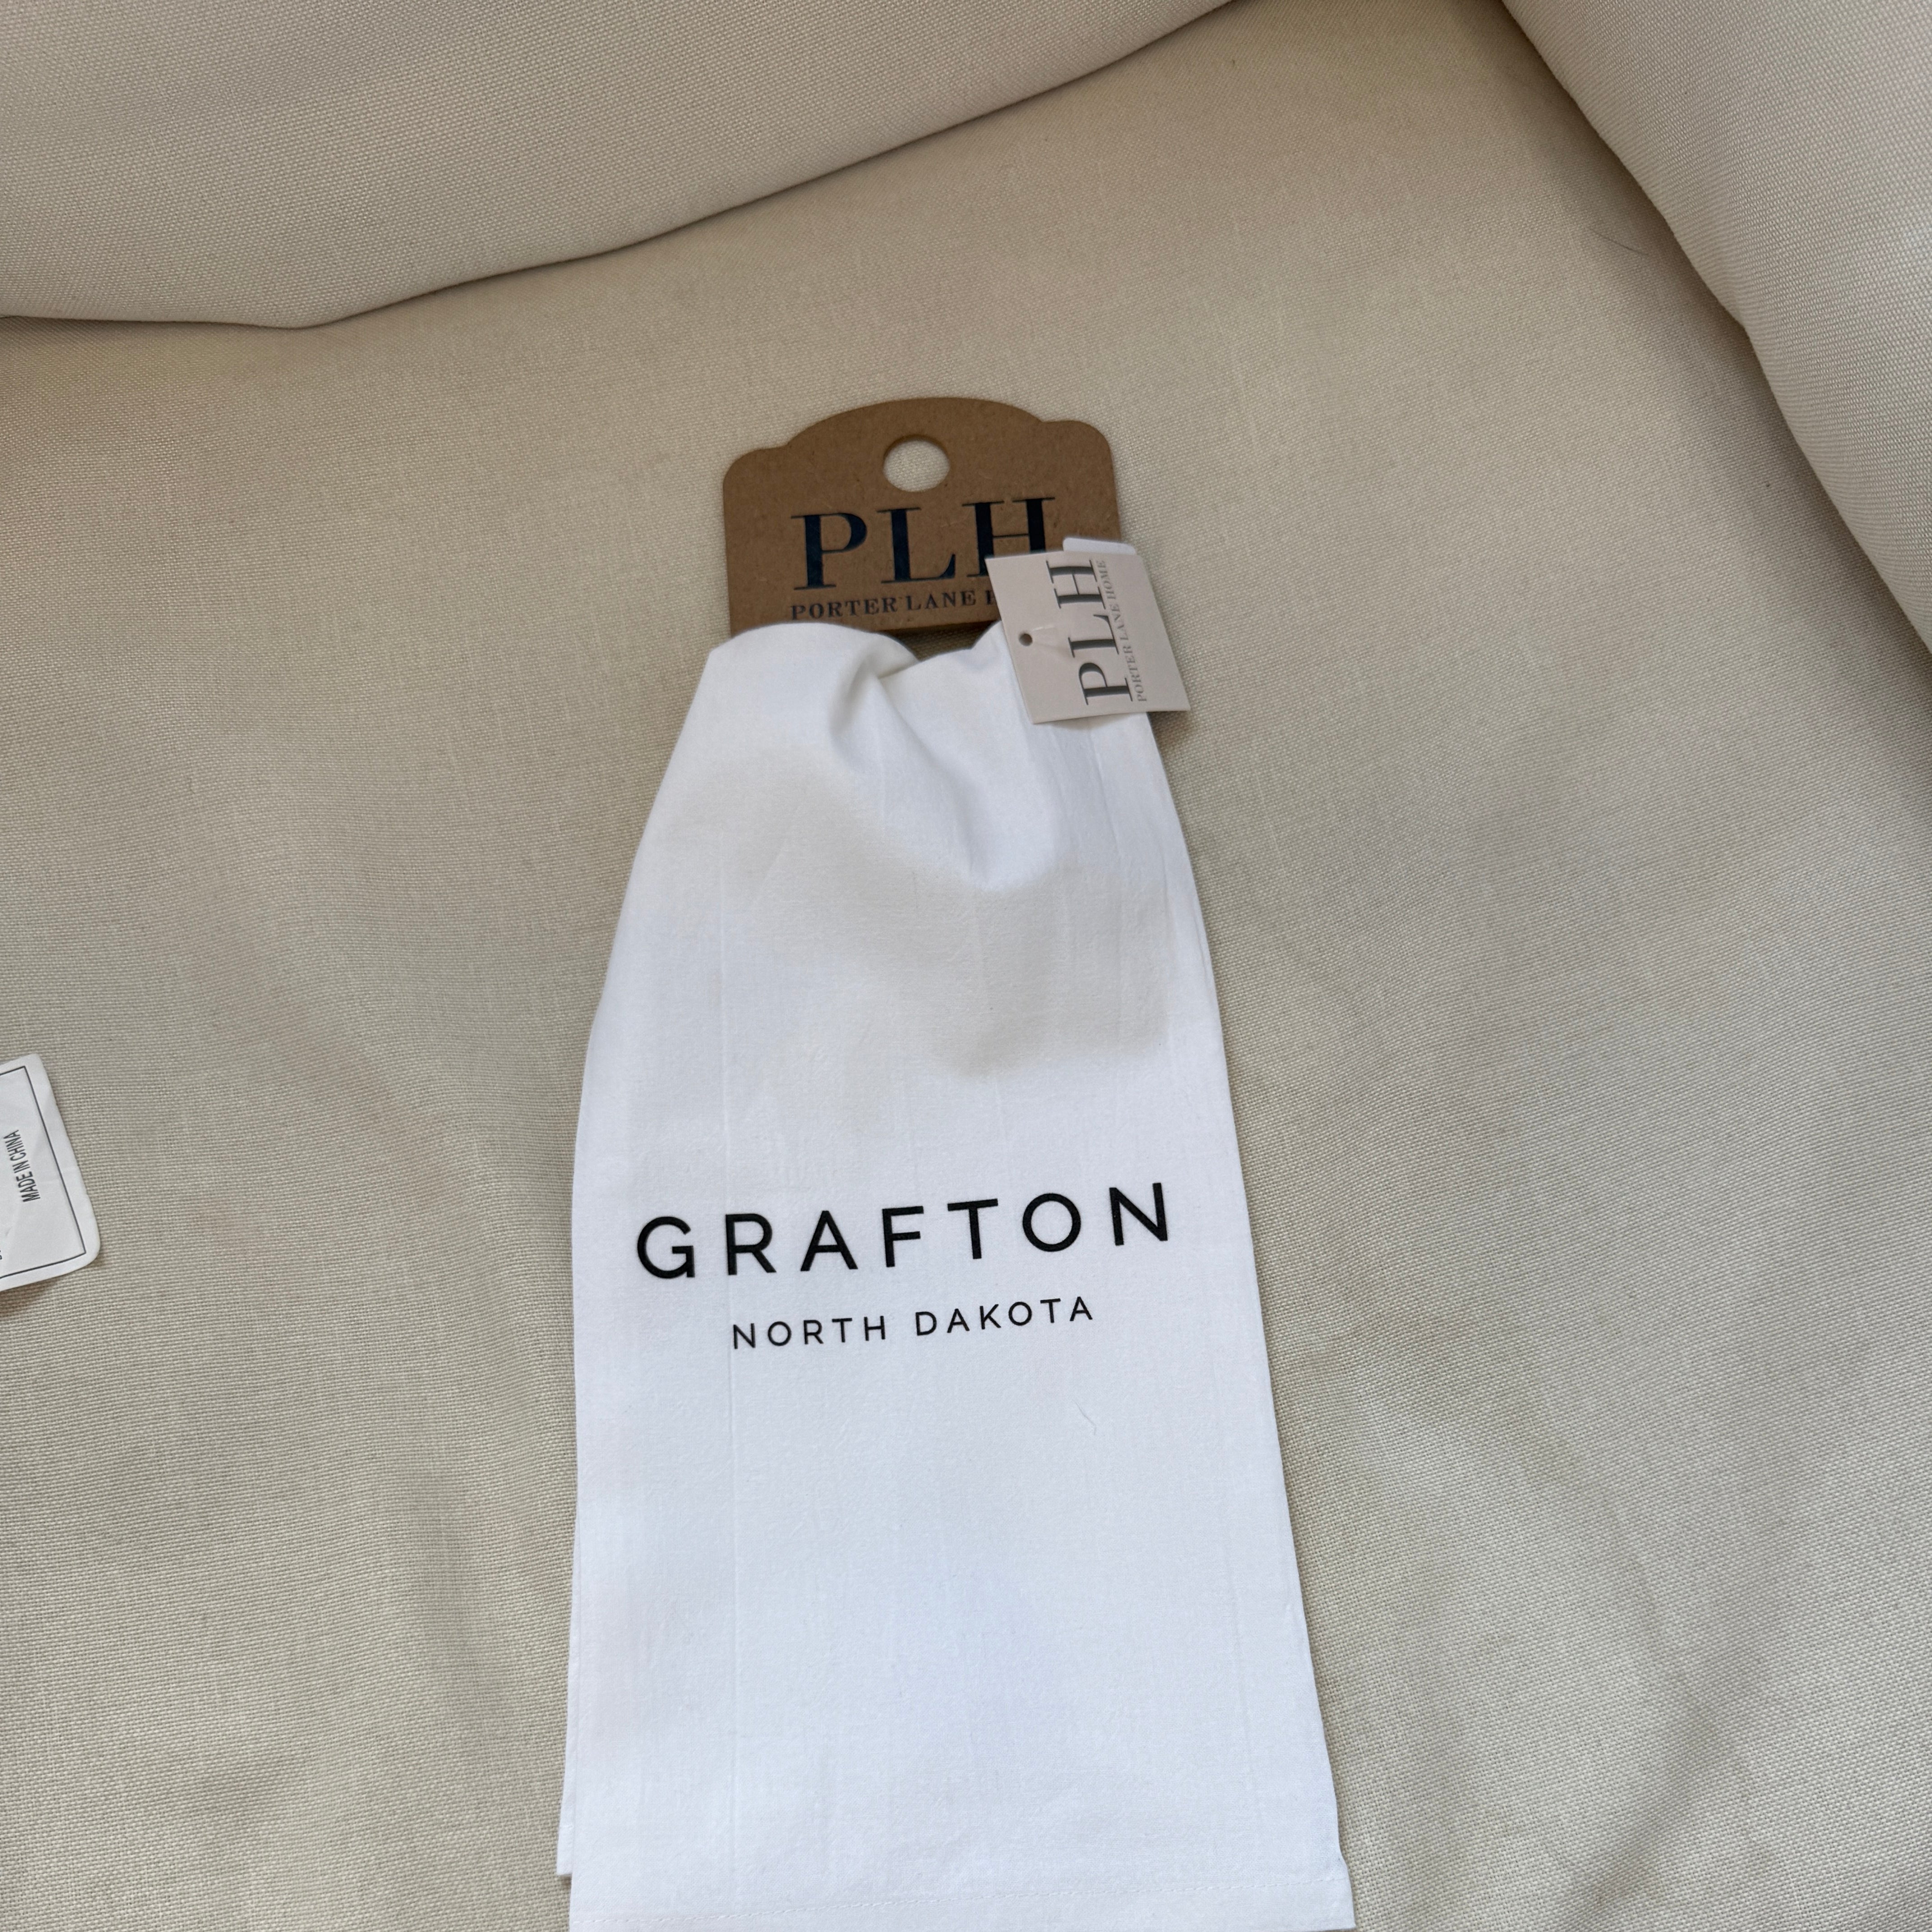 PLH
PORTER LANE
PLH
PORTER LANE HOME
MADE IN CHINA
GRAFTON
NORTH DAKOTA